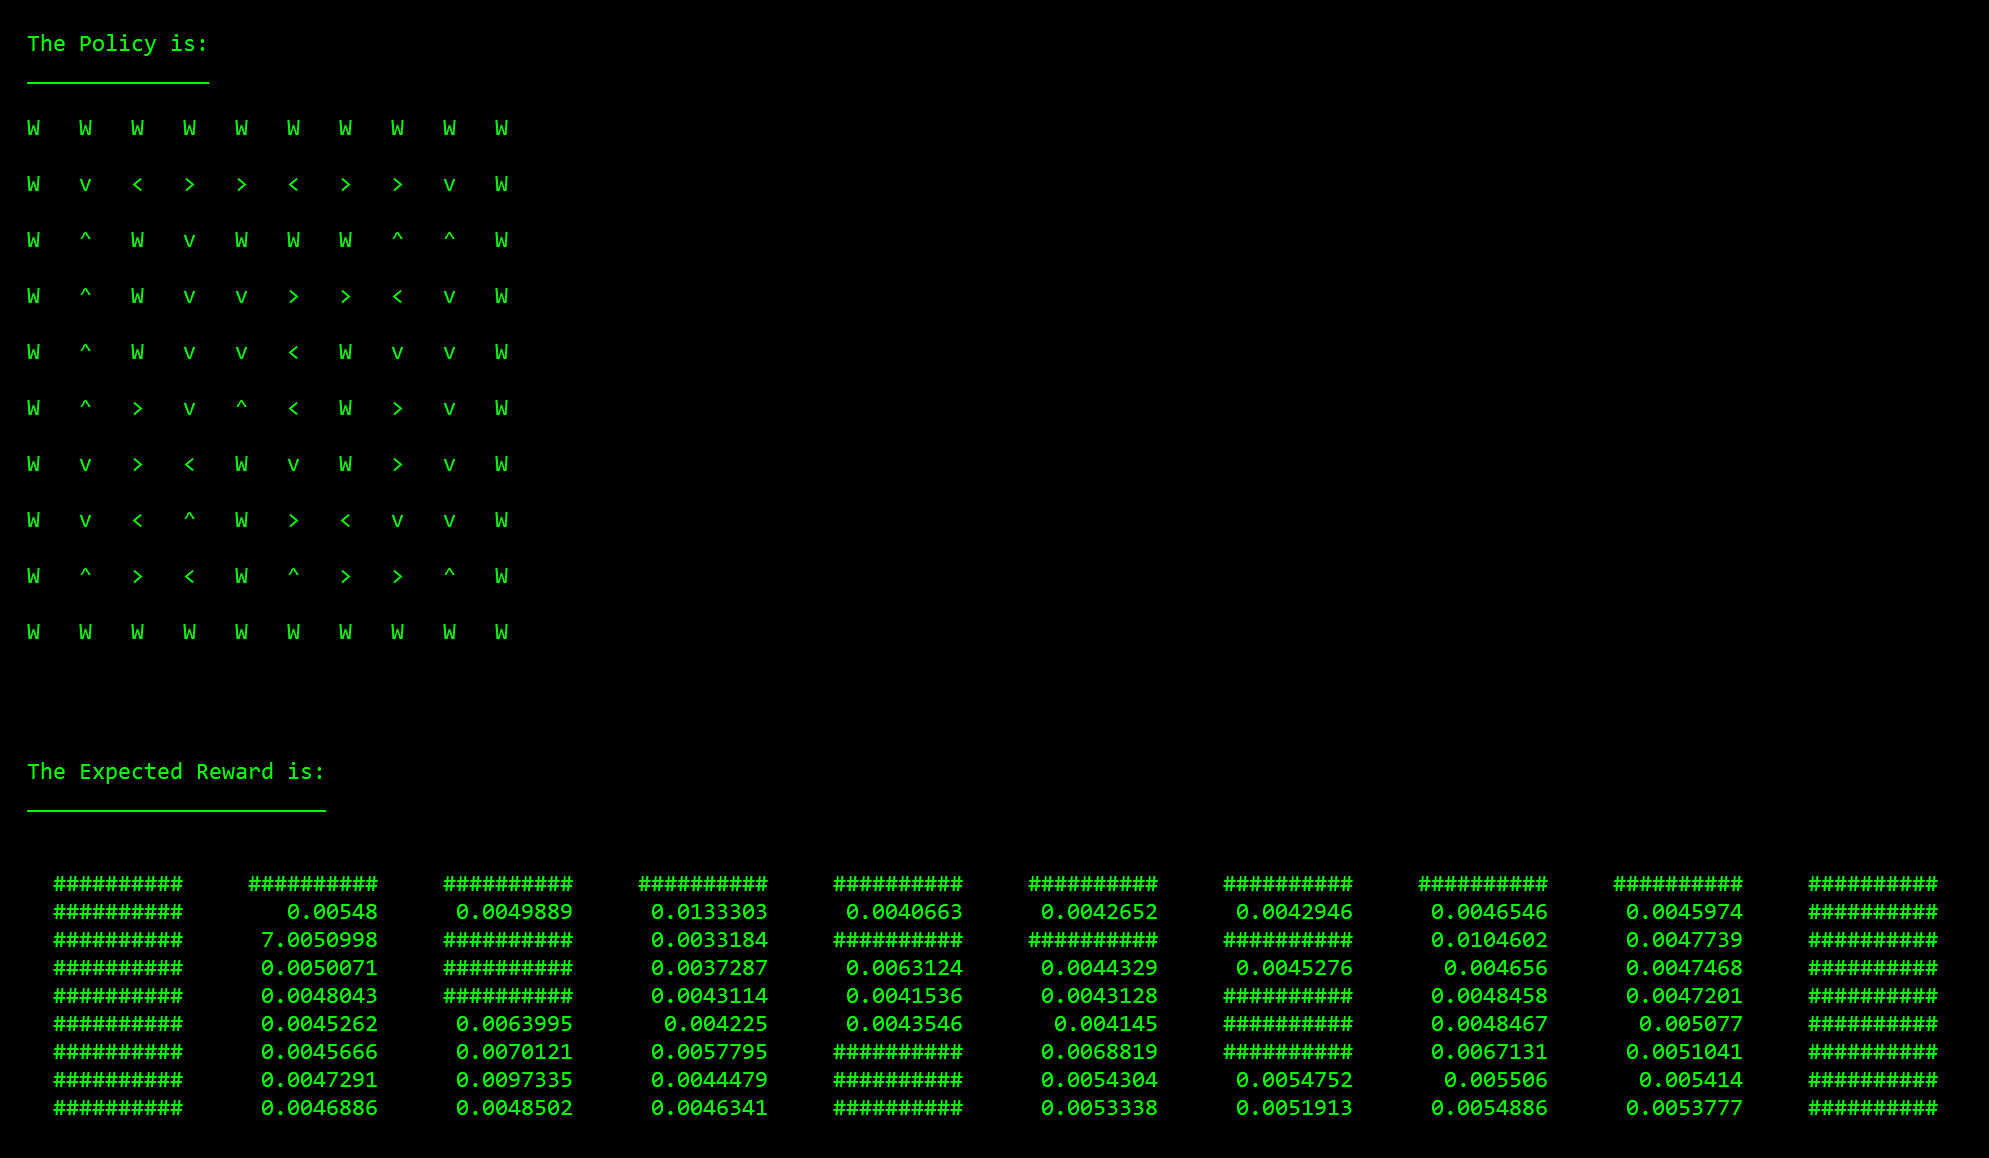 The Policy is:
W W W W W W W W W W
W v < > > < > > v W
W ^ W v W W W ^ ^ W
W ^ W v v > > < v W
W ^ W v v < W v v W
W ^ > v ^ < W > v W
W v > < W v W > v W
W v < ^ W > < v v W
W ^ > < W ^ > > ^ W
W W W W W W W W W W
The Expected Reward is:
########## ########## ########## ########## ########## ########## ########## ########## ########## ##########
########## 0.00548 0.0049889 0.0133303 0.0040663 0.0042652 0.0042946 0.0046546 0.0045974 ##########
########## 7.0050998 ########## 0.0033184 ########## ########## ########## 0.0104602 0.0047739 ##########
########## 0.0050071 ########## 0.0037287 0.0063124 0.0044329 0.0045276 0.004656 0.0047468 ##########
########## 0.0048043 ########## 0.0043114 0.0041536 0.0043128 ########## 0.0048458 0.0047201 ##########
########## 0.0045262 0.0063995 0.004225 0.0043546 0.004145 ########## 0.0048467 0.005077 ##########
########## 0.0045666 0.0070121 0.0057795 ########## 0.0068819 ########## 0.0067131 0.0051041 ##########
########## 0.0047291 0.0097335 0.0044479 ########## 0.0054304 0.0054752 0.005506 0.005414 ##########
########## 0.0046886 0.0048502 0.0046341 ########## 0.0053338 0.0051913 0.0054886 0.0053777 ##########